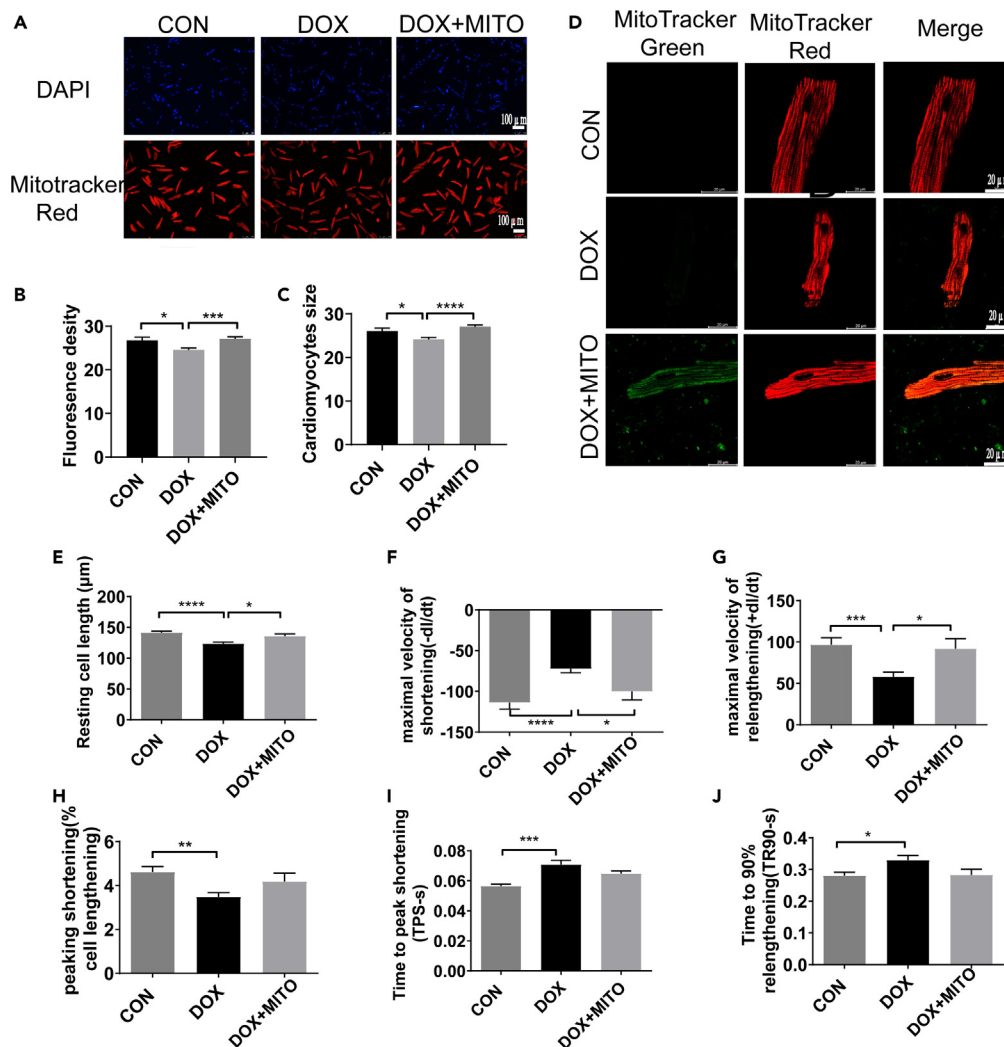 A
CON
DOX
DOX+MITO
DAPI
100 μm
Mitotracker
Red
100 μm
B
Fluoresence desity
30
20
10
0
*
***
CON
DOX
DOX+MITO
C
Cardiomyocytes size
30
20
10
0
*
****
CON
DOX
DOX+MITO
D
MitoTracker
Green
MitoTracker
Red
Merge
CON
20 μm
DOX
20 μm
DOX+MITO
20 μm
E
Resting cell length (μm)
200
150
100
50
0
****
*
CON
DOX
DOX+MITO
F
maximal velocity of
shortening(-dl/dt)
0
-50
-100
-150
****
*
CON
DOX
DOX+MITO
G
maximal velocity of
relengthening(+dl/dt)
150
100
50
0
***
*
CON
DOX
DOX+MITO
H
peaking shortening(%
cell lengthening)
6
4
2
0
**
CON
DOX
DOX+MITO
I
Time to peak shortening
(TPS-s)
0.08
0.06
0.04
0.02
0.00
***
CON
DOX
DOX+MITO
J
Time to 90%
relengthening(TR90-s)
0.4
0.3
0.2
0.1
0.0
*
CON
DOX
DOX+MITO